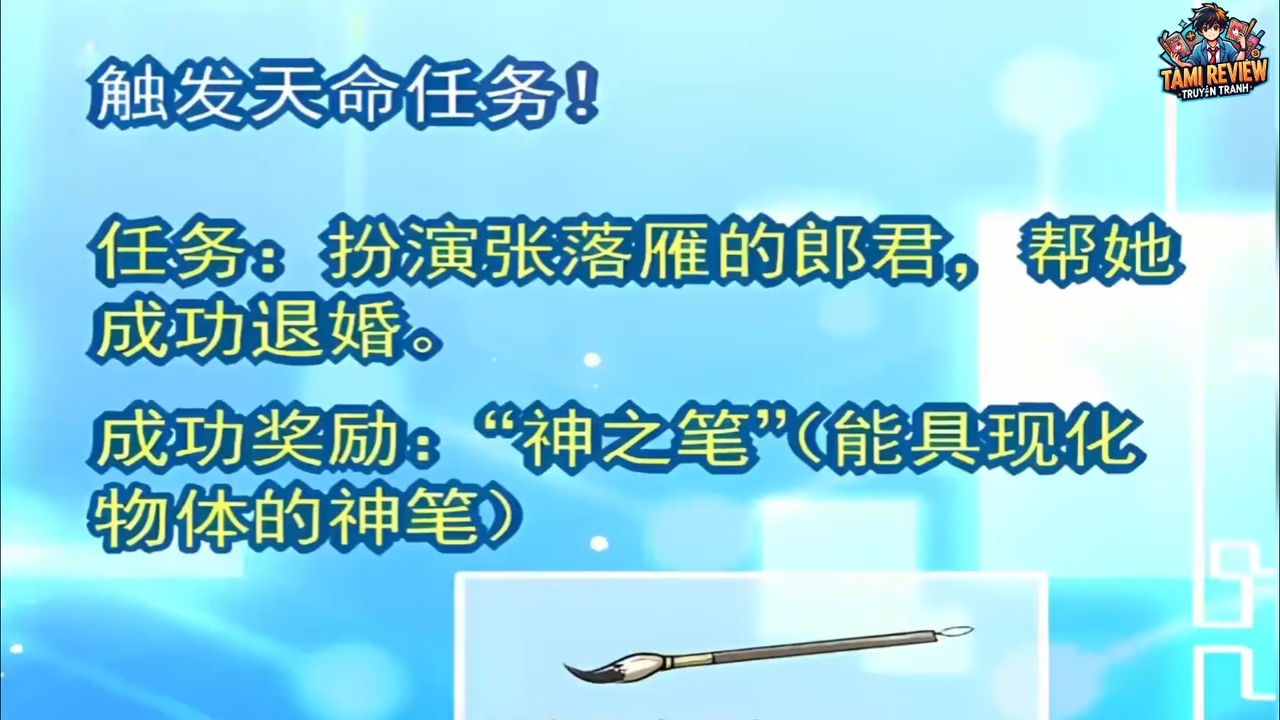 TAMI REVIEW
TRUYỆN TRANH
触发天命任务！
任务：扮演张落雁的郎君，帮她
成功退婚。
成功奖励：“神之笔”（能具现化
物体的神笔）